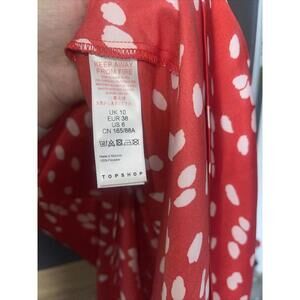 KEEP AWAY
FROM FIRE
UK 10
EUR 38
US 6
CN 165/88A
Made in Morocco
100% Polyester
TOPSHOP